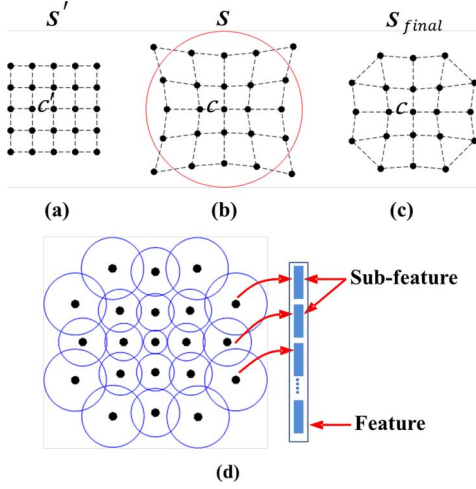 S' S S_final
c' c c
(a) (b) (c)
Sub-feature
Feature
(d)